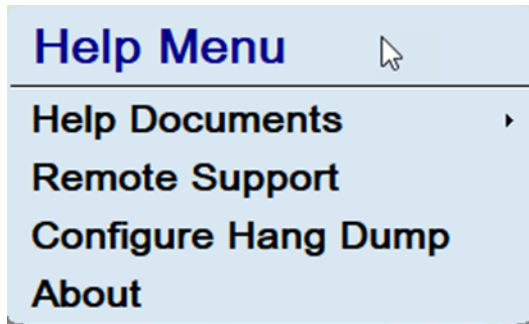 Help Menu
Help Documents
Remote Support
Configure Hang Dump
About